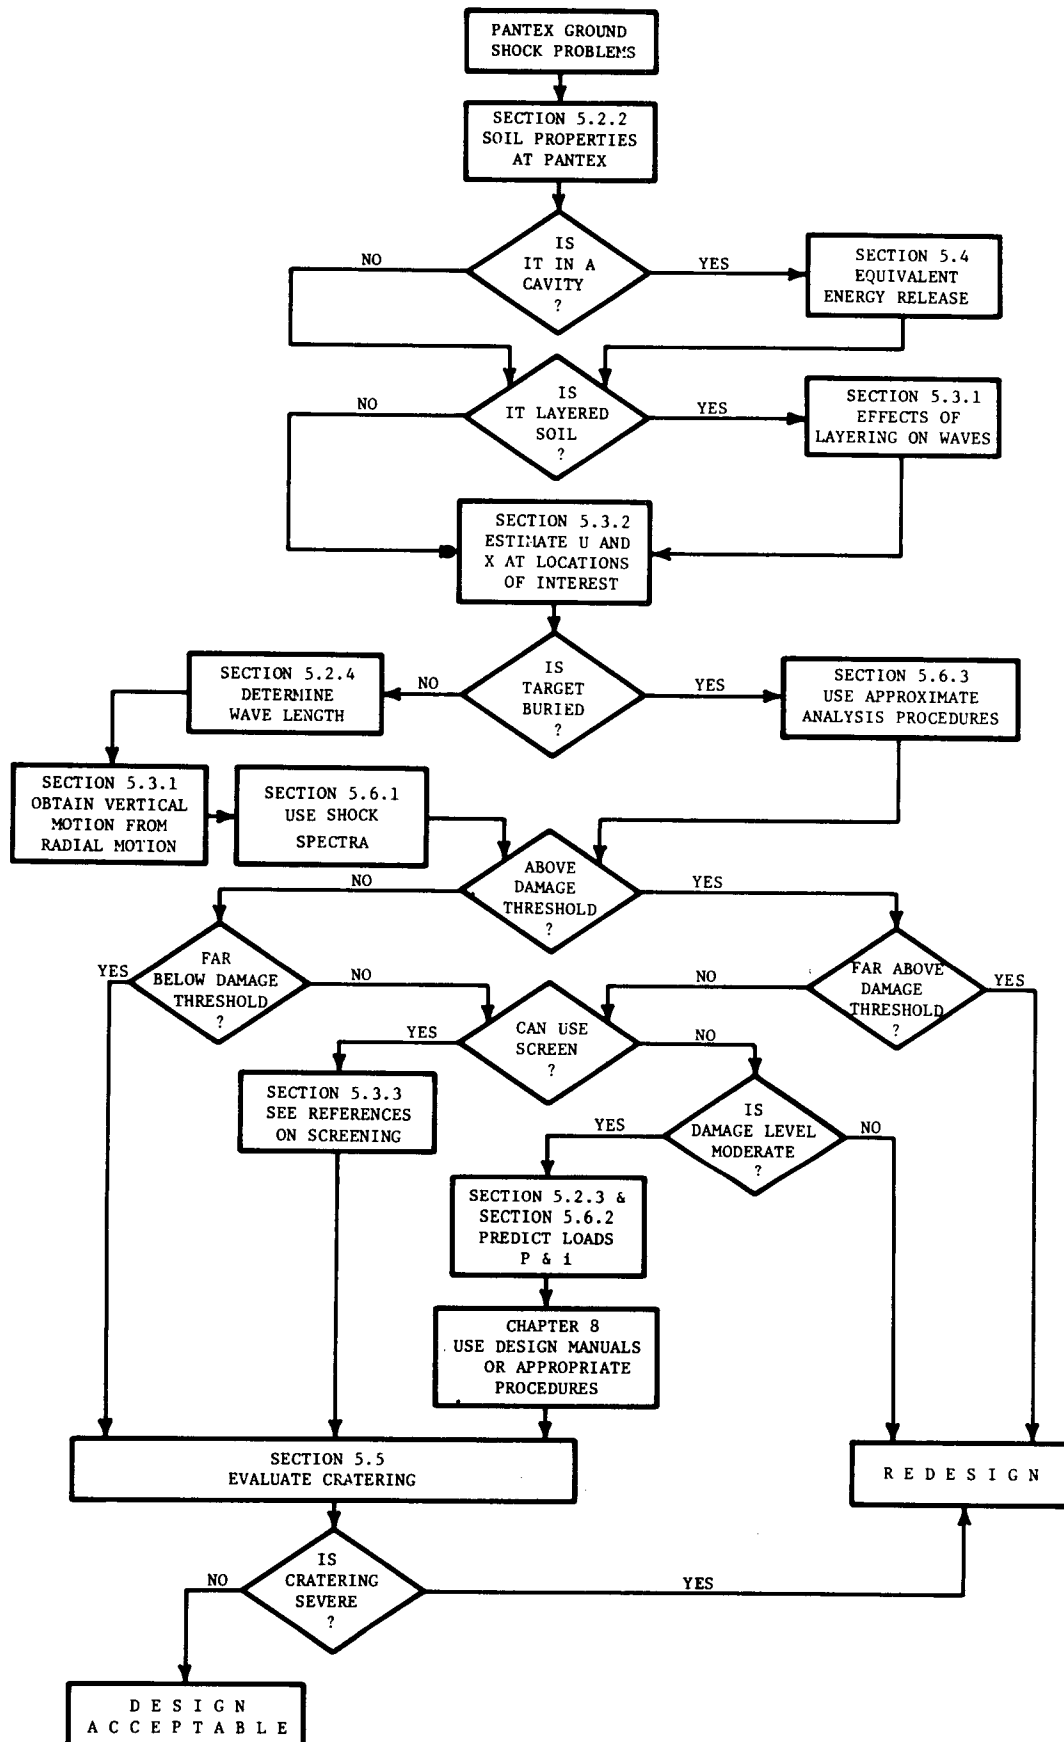 PANTEX GROUND
SHOCK PROBLEMS
SECTION 5.2.2
SOIL PROPERTIES
AT PANTEX
IS
IT IN A
CAVITY
?
NO
YES
SECTION 5.4
EQUIVALENT
ENERGY RELEASE
IS
IT LAYERED
SOIL
?
NO
YES
SECTION 5.3.1
EFFECTS OF
LAYERING ON WAVES
SECTION 5.3.2
ESTIMATE U AND
X AT LOCATIONS
OF INTEREST
IS
TARGET
BURIED
?
NO
YES
SECTION 5.2.4
DETERMINE
WAVE LENGTH
SECTION 5.6.3
USE APPROXIMATE
ANALYSIS PROCEDURES
SECTION 5.3.1
OBTAIN VERTICAL
MOTION FROM
RADIAL MOTION
SECTION 5.6.1
USE SHOCK
SPECTRA
ABOVE
DAMAGE
THRESHOLD
?
NO
YES
FAR
BELOW DAMAGE
THRESHOLD
?
YES
NO
FAR ABOVE
DAMAGE
THRESHOLD
?
NO
YES
CAN USE
SCREEN
?
YES
NO
SECTION 5.3.3
SEE REFERENCES
ON SCREENING
IS
DAMAGE LEVEL
MODERATE
?
YES
NO
SECTION 5.2.3 &
SECTION 5.6.2
PREDICT LOADS
P & i
CHAPTER 8
USE DESIGN MANUALS
OR APPROPRIATE
PROCEDURES
SECTION 5.5
EVALUATE CRATERING
REDESIGN
IS
CRATERING
SEVERE
?
NO
YES
DESIGN
ACCEPTABLE